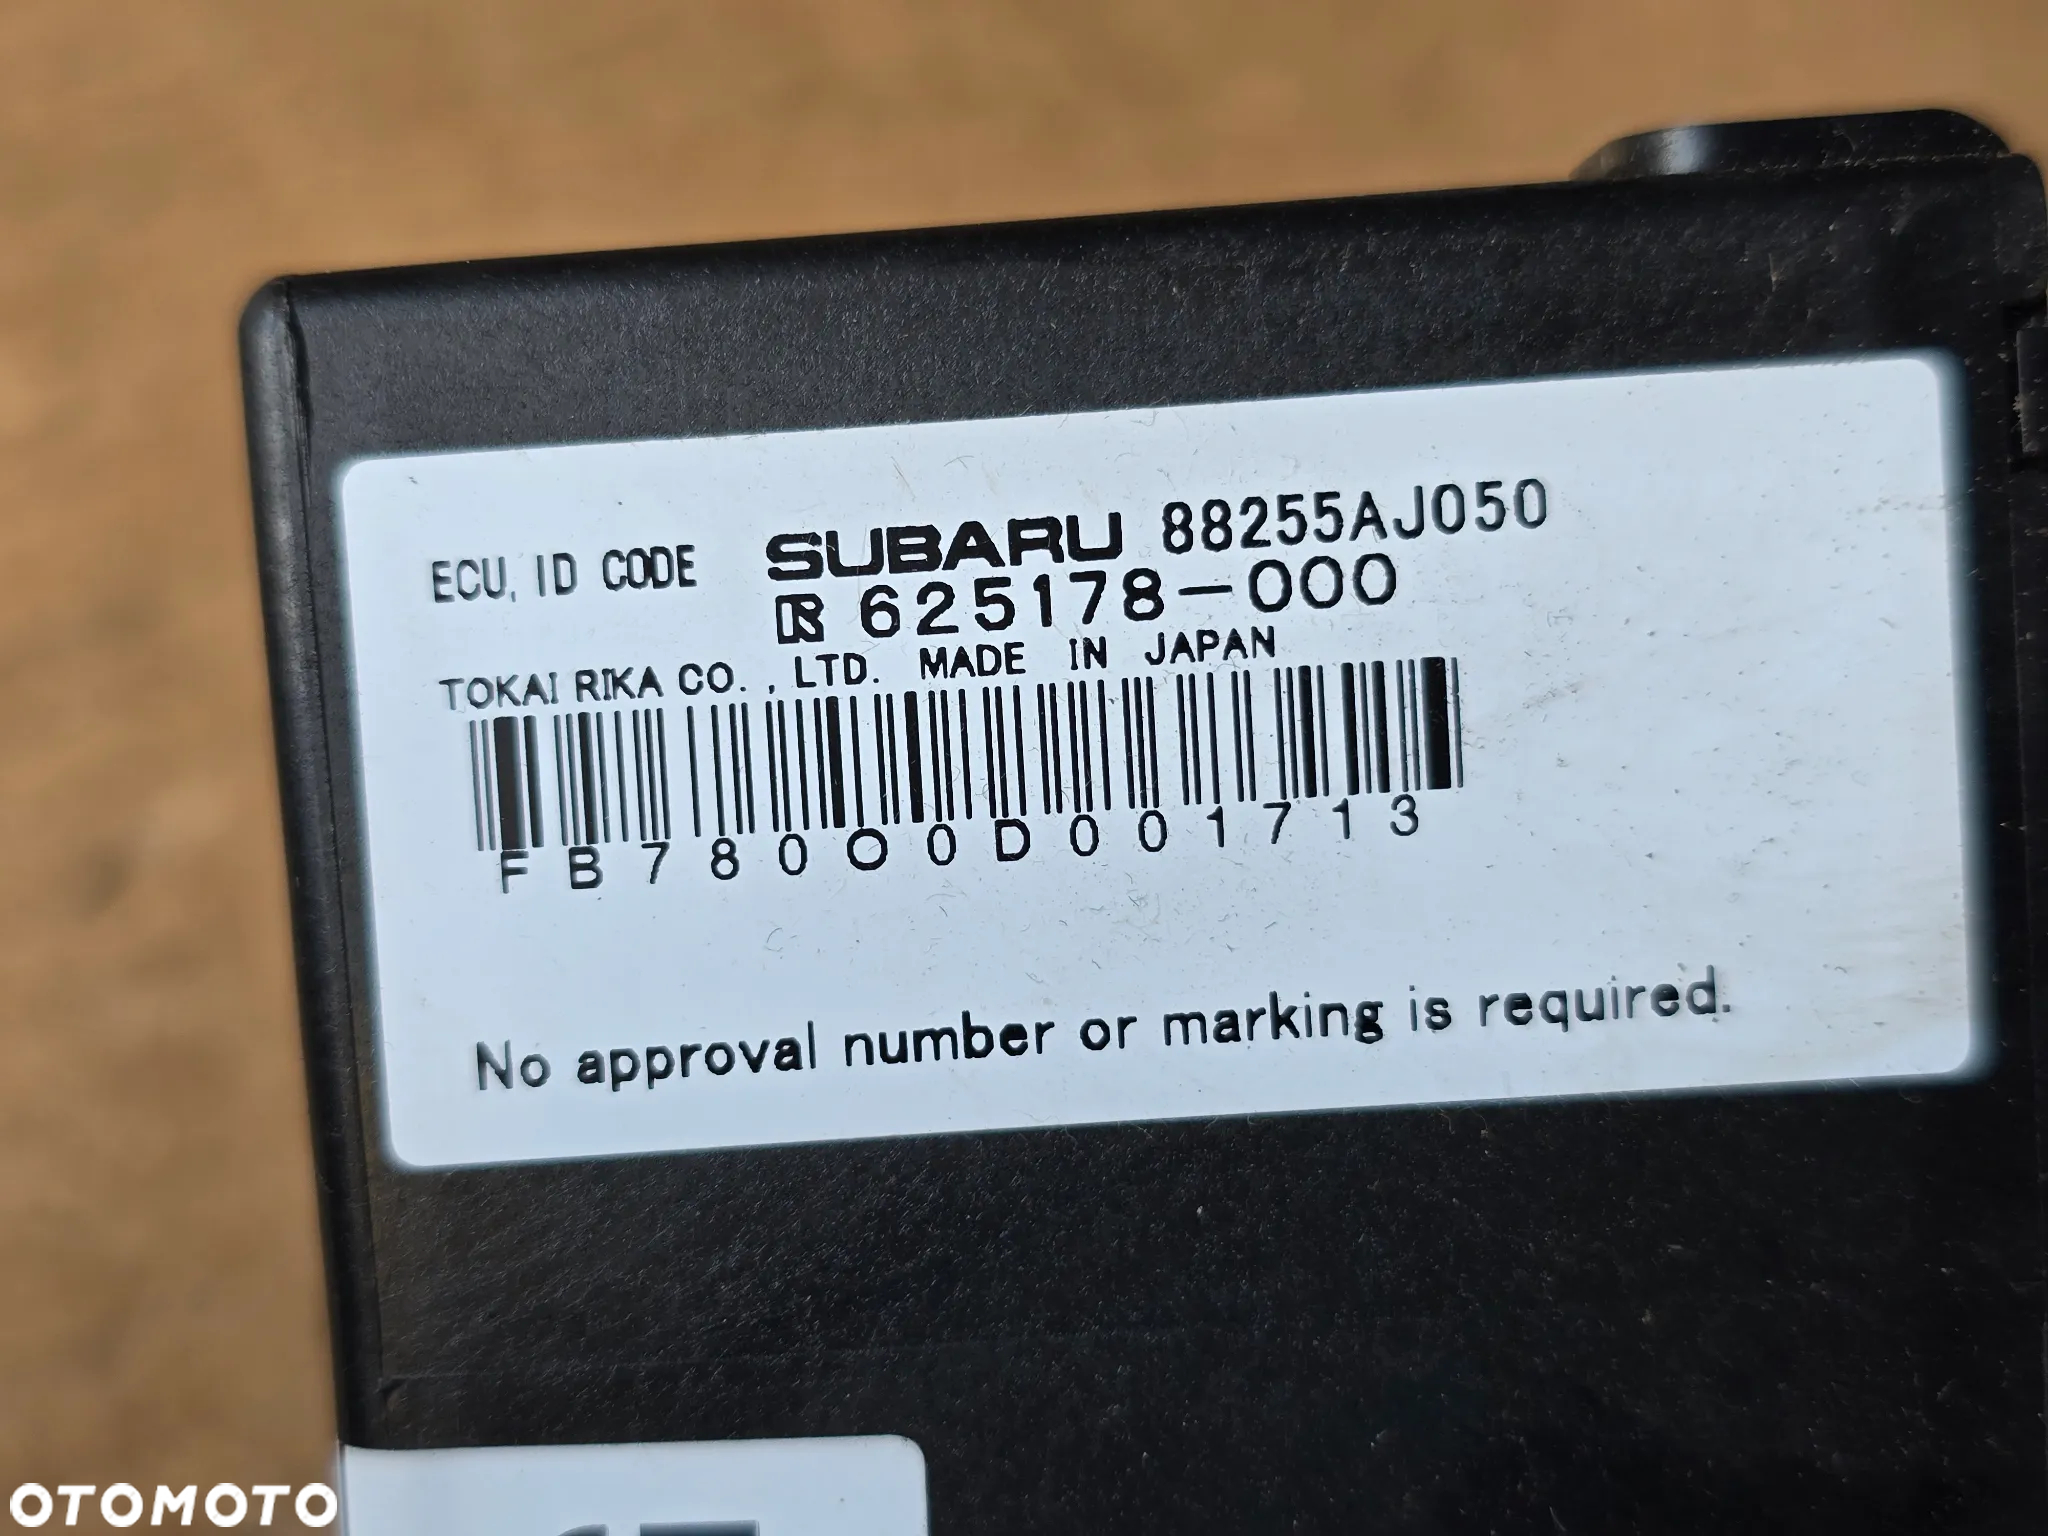 ECU, ID CODE SUBARU 88255AJ050
R 625178-000
TOKAI RIKA CO., LTD. MADE IN JAPAN
FB78000D001713
No approval number or marking is required.
OTOMOTO